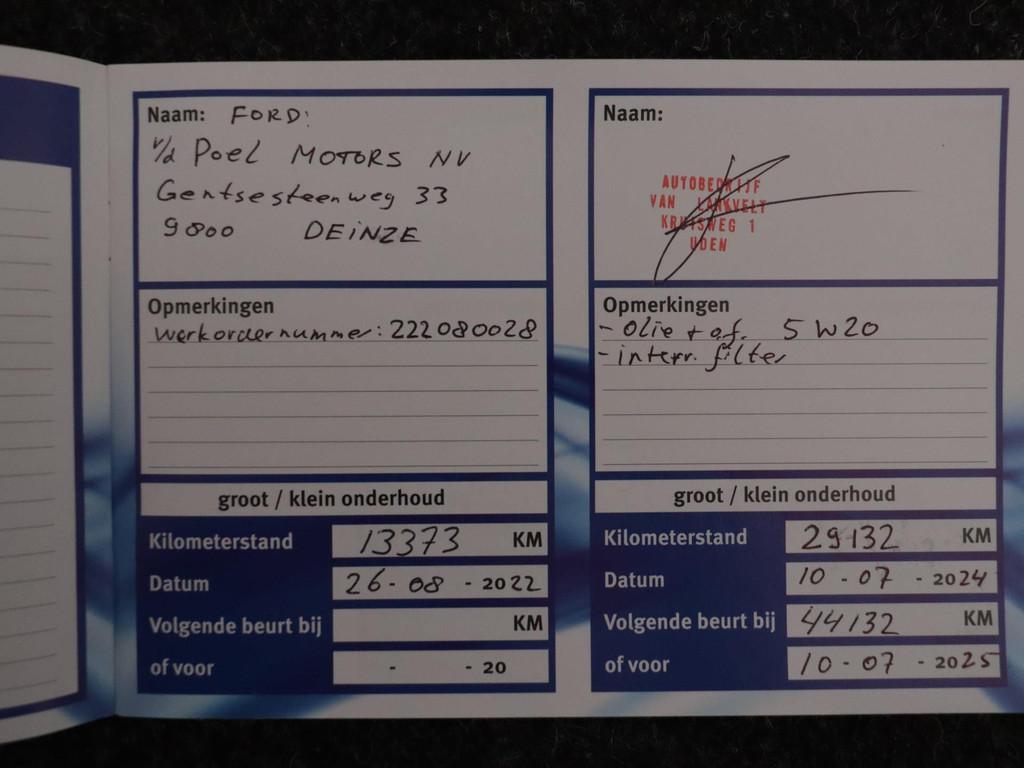 Naam: FORD:
v/d Poel MOTORS NV
Gentsesteenweg 33
9800 DEINZE
Opmerkingen
werkordernummer: 222080028
groot / klein onderhoud
Kilometerstand 13373 KM
Datum 26-08-2022
Volgende beurt bij KM
of voor - - 20
Naam:
AUTOBEDRIJF
VAN LANKVELT
KRUISWEG 1
UDEN
Opmerkingen
- Olie + o.f. 5W20
- interr. filter
groot / klein onderhoud
Kilometerstand 29132 KM
Datum 10-07-2024
Volgende beurt bij 44132 KM
of voor 10-07-2025